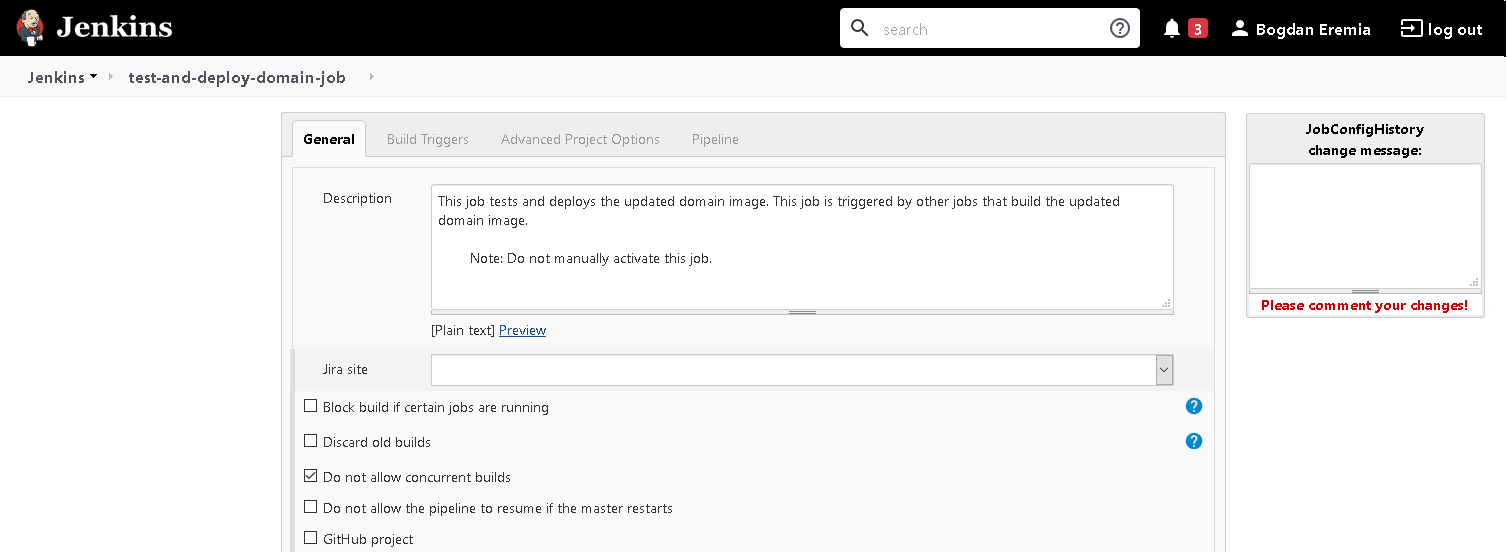 Jenkins
search
3
Bogdan Eremia
log out
Jenkins
test-and-deploy-domain-job
General
Build Triggers
Advanced Project Options
Pipeline
Description
This job tests and deploys the updated domain image. This job is triggered by other jobs that build the updated
domain image.
Note: Do not manually activate this job.
[Plain text] Preview
Jira site
Block build if certain jobs are running
Discard old builds
Do not allow concurrent builds
Do not allow the pipeline to resume if the master restarts
GitHub project
JobConfigHistory
change message:
Please comment your changes!